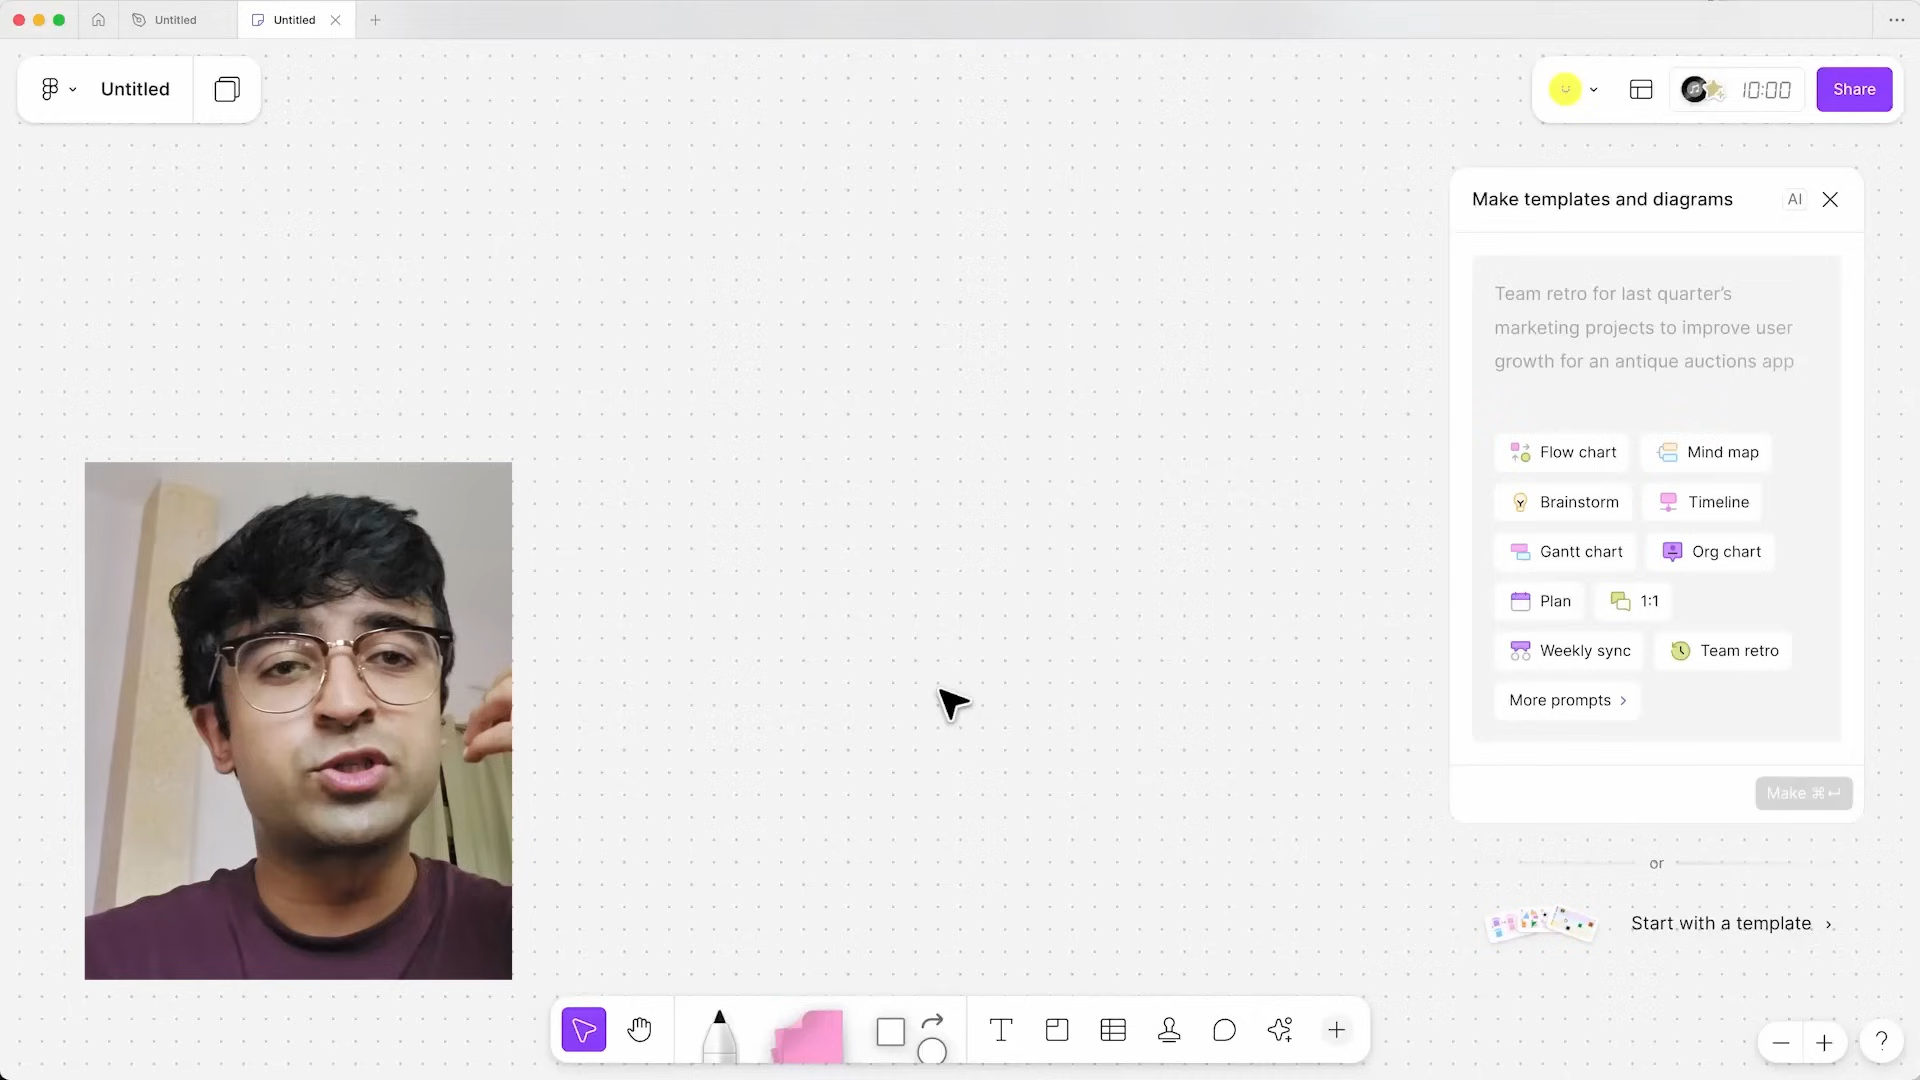 Untitled
Untitled
Untitled
10:00
Share
Make templates and diagrams
AI
Team retro for last quarter’s
marketing projects to improve user
growth for an antique auctions app
Flow chart
Mind map
Brainstorm
Timeline
Gantt chart
Org chart
Plan
1:1
Weekly sync
Team retro
More prompts
Make ⌘↵
or
Start with a template
T
?